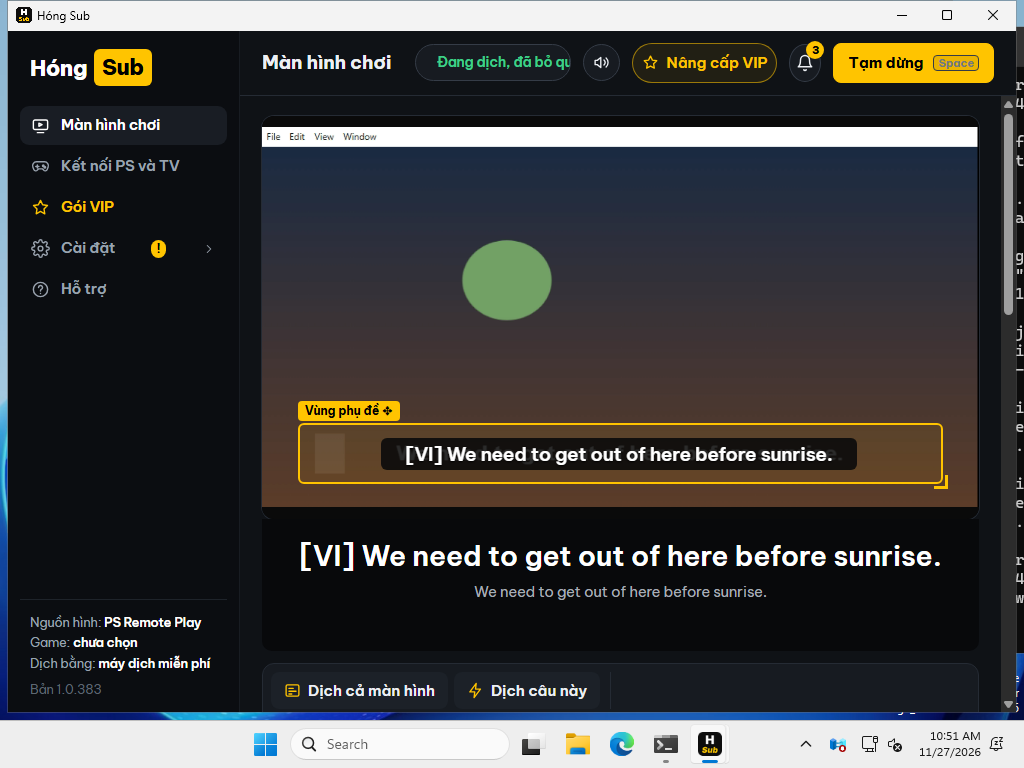 Hóng Sub
Hóng Sub
Màn hình chơi
Kết nối PS và TV
Gói VIP
Cài đặt
!
Hỗ trợ
Nguồn hình: PS Remote Play
Game: chưa chọn
Dịch bằng: máy dịch miễn phí
Bản 1.0.383
Màn hình chơi
Đang dịch, đã bỏ qu
Nâng cấp VIP
3
Tạm dừng Space
File Edit View Window
Vùng phụ đề
[VI] We need to get out of here before sunrise.
[VI] We need to get out of here before sunrise.
We need to get out of here before sunrise.
Dịch cả màn hình
Dịch câu này
Search
H
Sub
10:51 AM
11/27/2026